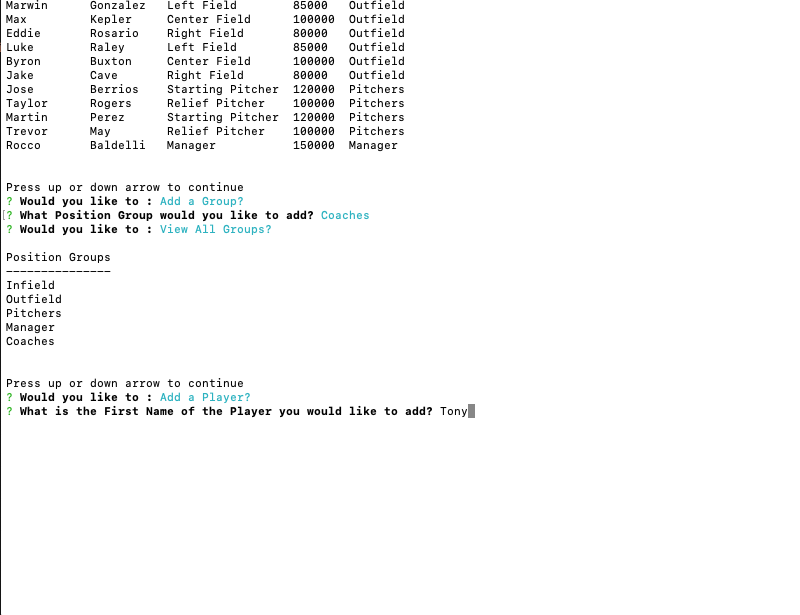 Marwin Gonzalez Left Field 85000 Outfield
Max Kepler Center Field 100000 Outfield
Eddie Rosario Right Field 80000 Outfield
Luke Raley Left Field 85000 Outfield
Byron Buxton Center Field 100000 Outfield
Jake Cave Right Field 80000 Outfield
Jose Berrios Starting Pitcher 120000 Pitchers
Taylor Rogers Relief Pitcher 100000 Pitchers
Martin Perez Starting Pitcher 120000 Pitchers
Trevor May Relief Pitcher 100000 Pitchers
Rocco Baldelli Manager 150000 Manager
Press up or down arrow to continue
? Would you like to : Add a Group?
[? What Position Group would you like to add? Coaches
? Would you like to : View All Groups?
Position Groups
---------------
Infield
Outfield
Pitchers
Manager
Coaches
Press up or down arrow to continue
? Would you like to : Add a Player?
? What is the First Name of the Player you would like to add? Tony